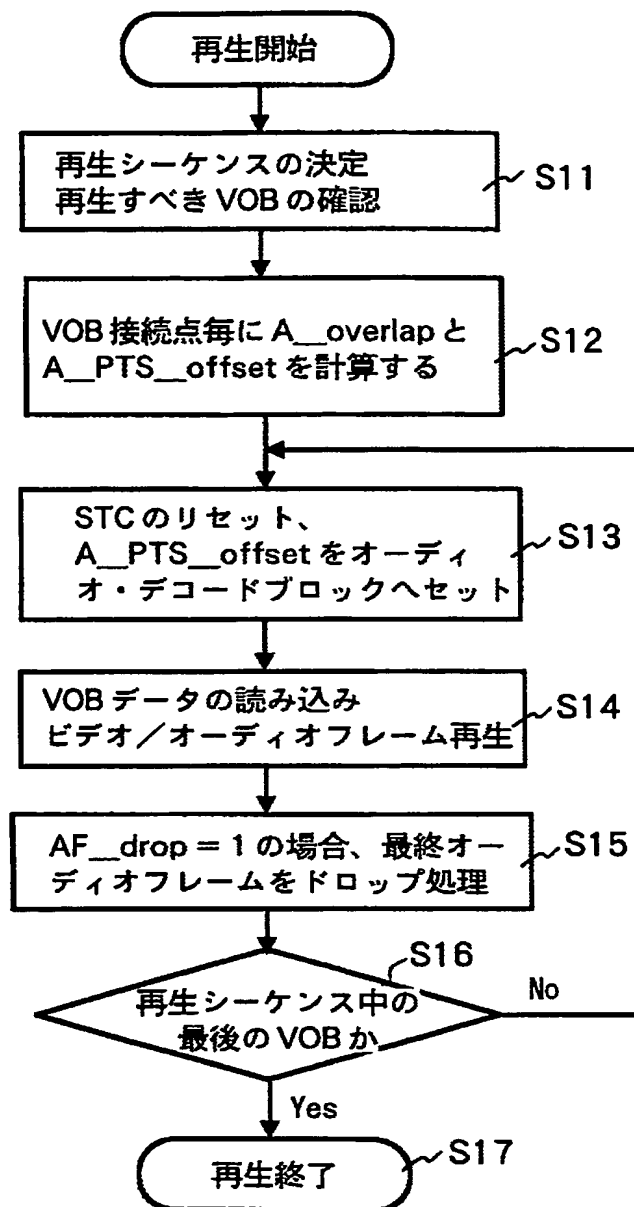 再生開始
再生シーケンスの決定
再生すべきVOBの確認
S11
VOB接続点毎にA__overlapと
A__PTS__offsetを計算する
S12
STCのリセット、
A__PTS__offsetをオーディ
オ・デコードブロックへセット
S13
VOBデータの読み込み
ビデオ／オーディオフレーム再生
S14
AF__drop = 1の場合、最終オー
ディオフレームをドロップ処理
S15
S16
再生シーケンス中の
最後のVOBか
No
Yes
再生終了
S17